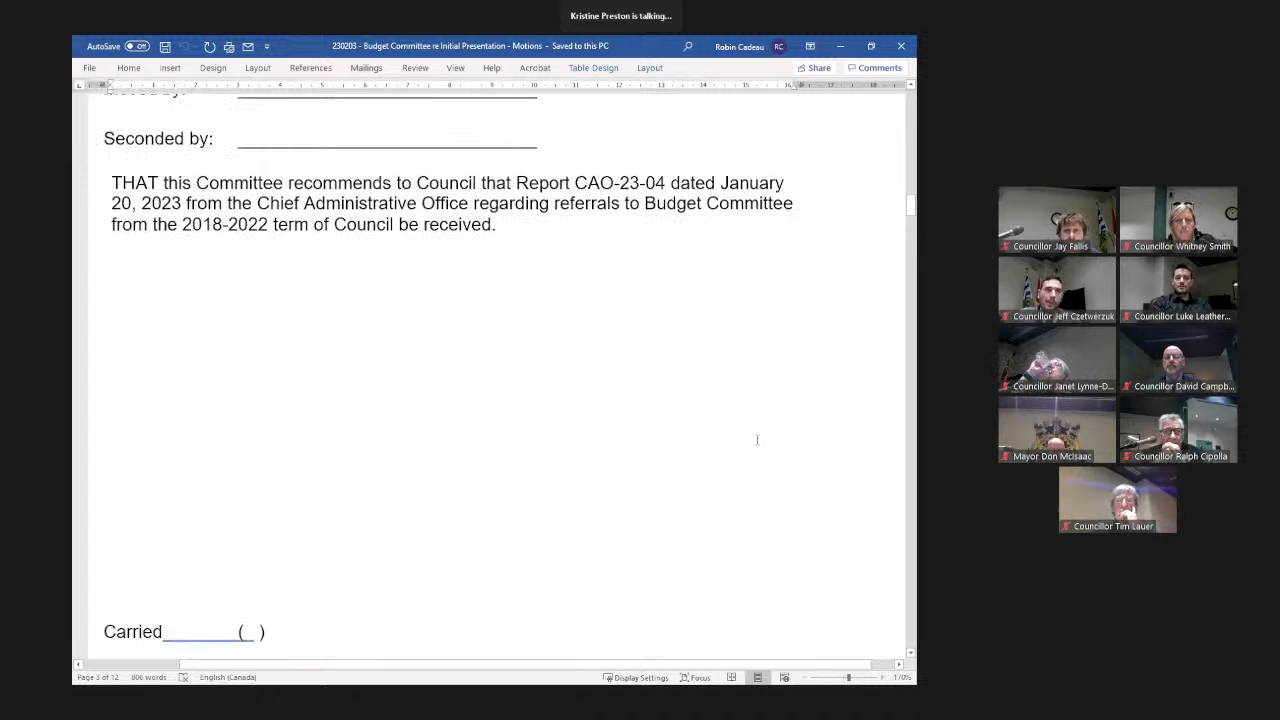 Kristine Preston is talking...
AutoSave Off
230203 - Budget Committee re Initial Presentation - Motions - Saved to this PC
Robin Cadeau RC
File Home Insert Design Layout References Mailings Review View Help Acrobat Table Design Layout
Share Comments
Seconded by:
THAT this Committee recommends to Council that Report CAO-23-04 dated January
20, 2023 from the Chief Administrative Office regarding referrals to Budget Committee
from the 2018-2022 term of Council be received.
Carried ( )
Page 3 of 12 806 words English (Canada)
Display Settings Focus 170%
Councillor Jay Fallis
Councillor Whitney Smith
Councillor Jeff Czetwerzuk
Councillor Luke Leather...
Councillor Janet Lynne-D...
Councillor David Campb...
Mayor Don McIsaac
Councillor Ralph Cipolla
Councillor Tim Lauer